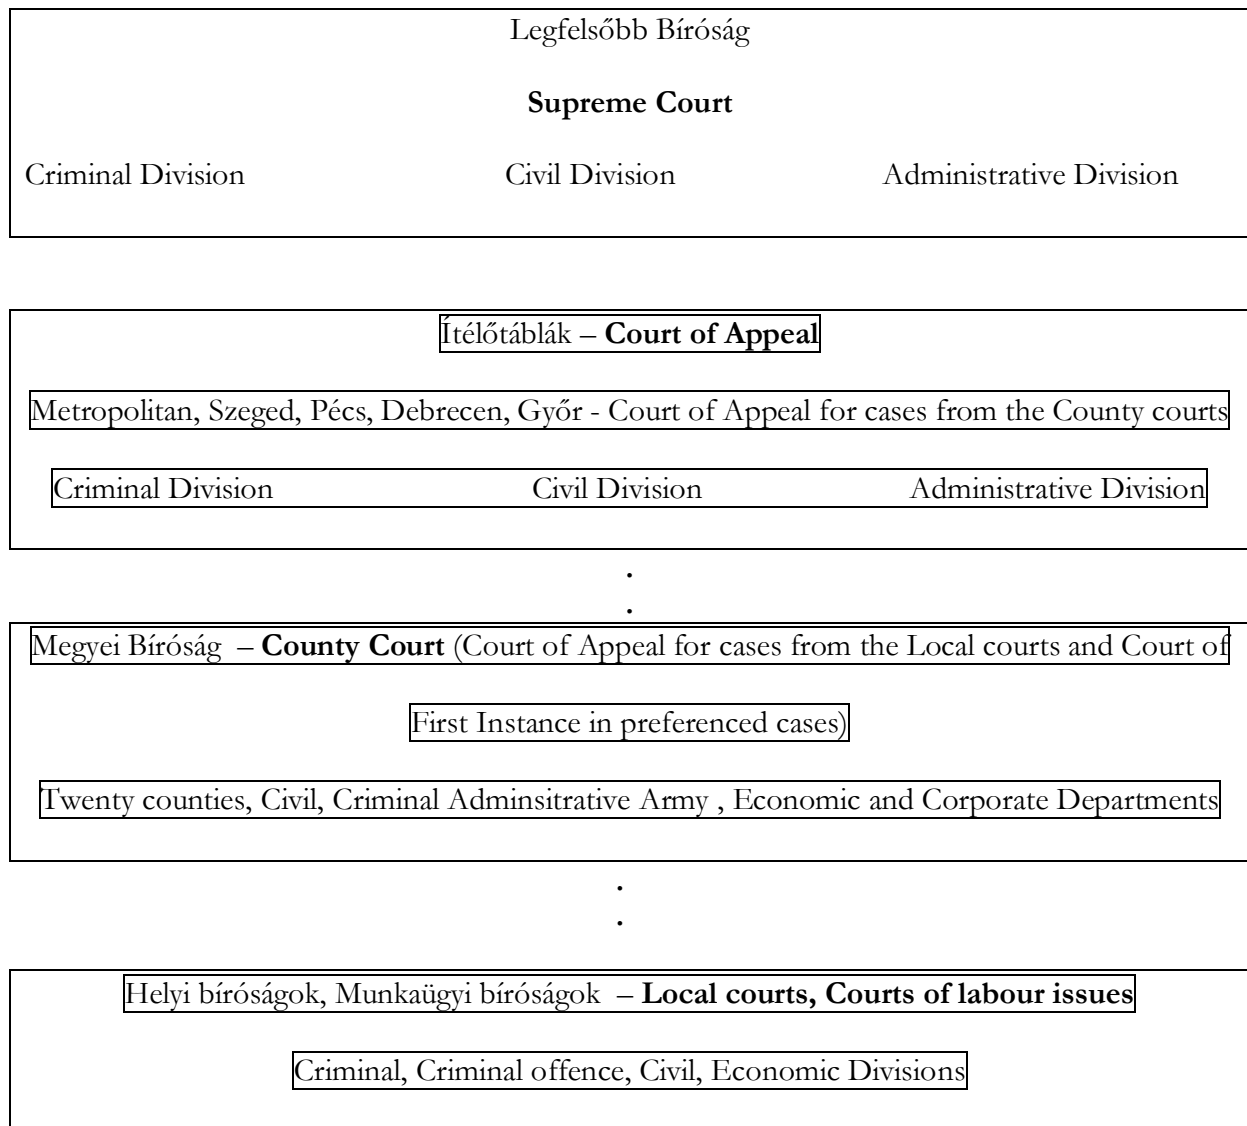 Legfelsőbb Bíróság
Supreme Court
Criminal Division Civil Division Administrative Division
Ítélőtáblák – Court of Appeal
Metropolitan, Szeged, Pécs, Debrecen, Győr - Court of Appeal for cases from the County courts
Criminal Division Civil Division Administrative Division
Megyei Bíróság – County Court (Court of Appeal for cases from the Local courts and Court of
First Instance in preferenced cases)
Twenty counties, Civil, Criminal Adminsitrative Army , Economic and Corporate Departments
Helyi bíróságok, Munkaügyi bíróságok – Local courts, Courts of labour issues
Criminal, Criminal offence, Civil, Economic Divisions